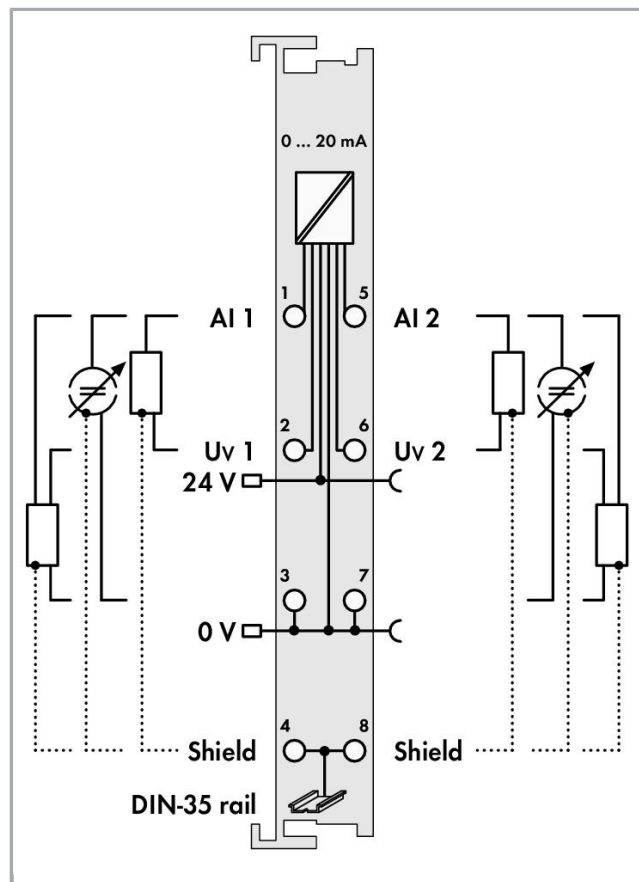 0 ... 20 mA
1 5
AI 1 AI 2
2 6
Uv 1 Uv 2
24 V
3 7
0 V
4 8
Shield Shield
DIN-35 rail